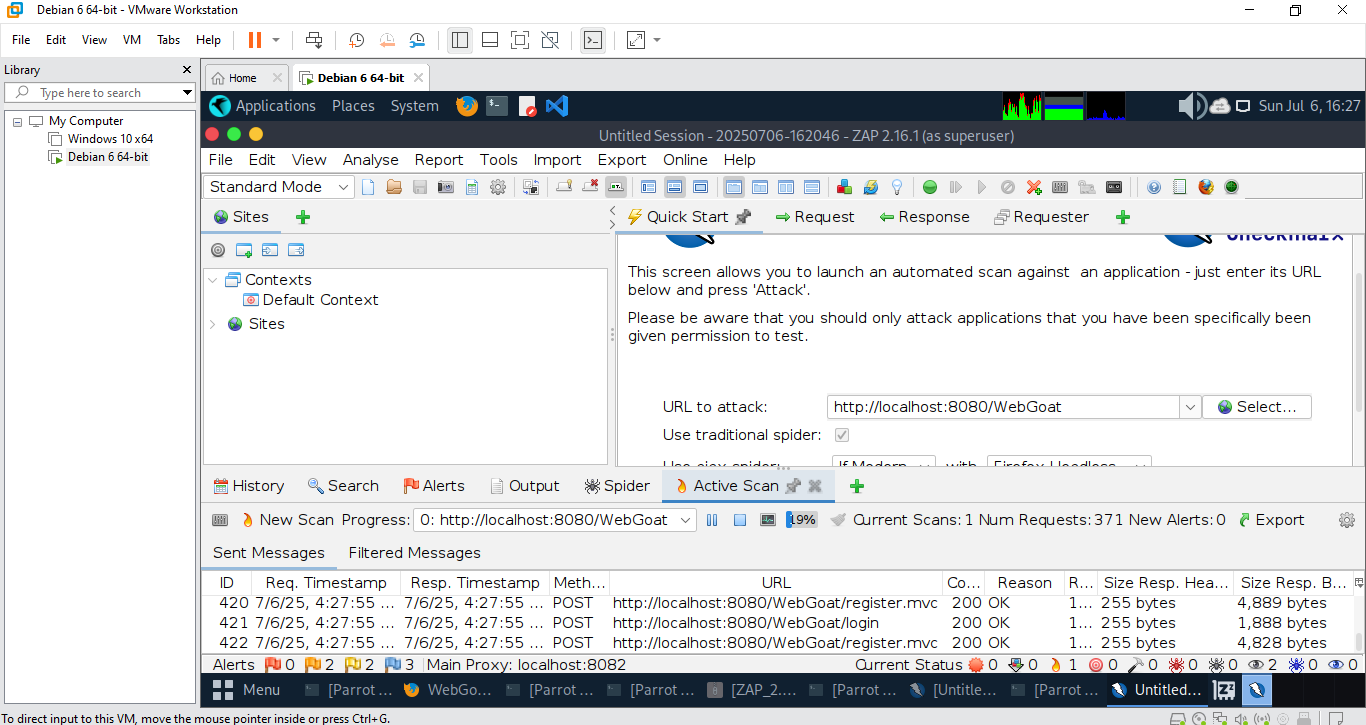 Debian 6 64-bit - VMware Workstation
File Edit View VM Tabs Help
Library
Type here to search
My Computer
Windows 10 x64
Debian 6 64-bit
Home Debian 6 64-bit
Applications Places System Sun Jul 6, 16:27
Untitled Session - 20250706-162046 - ZAP 2.16.1 (as superuser)
File Edit View Analyse Report Tools Import Export Online Help
Standard Mode
Sites
Quick Start Request Response Requester
Contexts
Default Context
Sites
This screen allows you to launch an automated scan against an application - just enter its URL
below and press 'Attack'.
Please be aware that you should only attack applications that you have been specifically been
given permission to test.
URL to attack: http://localhost:8080/WebGoat Select...
Use traditional spider:
Use ajax spider: If Modern with Firefox Headless
History Search Alerts Output Spider Active Scan
New Scan Progress: 0: http://localhost:8080/WebGoat 19% Current Scans: 1 Num Requests: 371 New Alerts: 0 Export
Sent Messages Filtered Messages
ID Req. Timestamp Resp. Timestamp Meth... URL Co... Reason R... Size Resp. Hea... Size Resp. B...
420 7/6/25, 4:27:55 ... 7/6/25, 4:27:55 ... POST http://localhost:8080/WebGoat/register.mvc 200 OK 1... 255 bytes 4,889 bytes
421 7/6/25, 4:27:55 ... 7/6/25, 4:27:55 ... POST http://localhost:8080/WebGoat/login 200 OK 1... 255 bytes 1,888 bytes
422 7/6/25, 4:27:55 ... 7/6/25, 4:27:55 ... POST http://localhost:8080/WebGoat/register.mvc 200 OK 1... 255 bytes 4,828 bytes
Alerts 0 2 2 3 Main Proxy: localhost:8082 Current Status 0 0 1 0 0 0 0 2 0 0
Menu [Parrot ... WebGo... [Parrot ... [Parrot ... [ZAP_2.... [Parrot ... [Untitle... [Parrot ... Untitled...
To direct input to this VM, move the mouse pointer inside or press Ctrl+G.